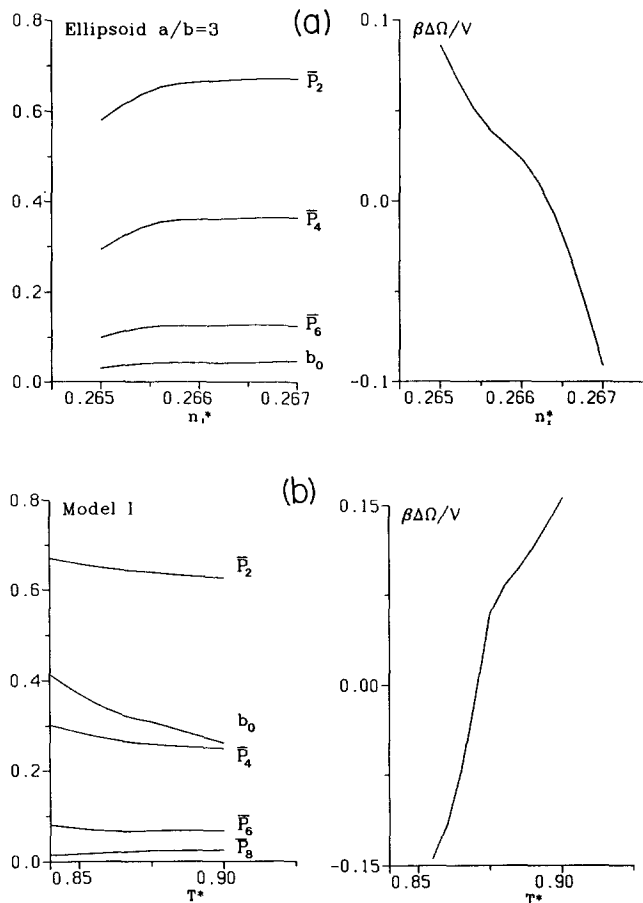 (a)
Ellipsoid a/b=3
0.8
0.6
0.4
0.2
0.0
P̅₂
P̅₄
P̅₆
b₀
0.265
0.266
0.267
n_I*
βΔΩ/V
0.1
0.0
-0.1
0.265
0.266
0.267
n_I*
(b)
Model I
0.8
0.6
0.4
0.2
0.0
P̅₂
b₀
P̅₄
P̅₆
P̅₈
0.85
0.90
T*
βΔΩ/V
0.15
0.00
-0.15
0.85
0.90
T*